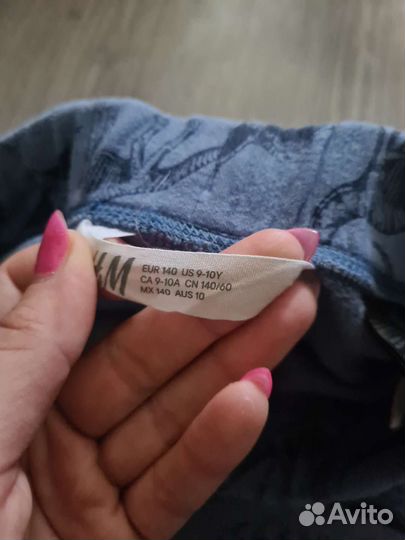 H&M
EUR 140 US 9-10Y
CA 9-10A CN 140/60
MX 140 AUS 10
Avito